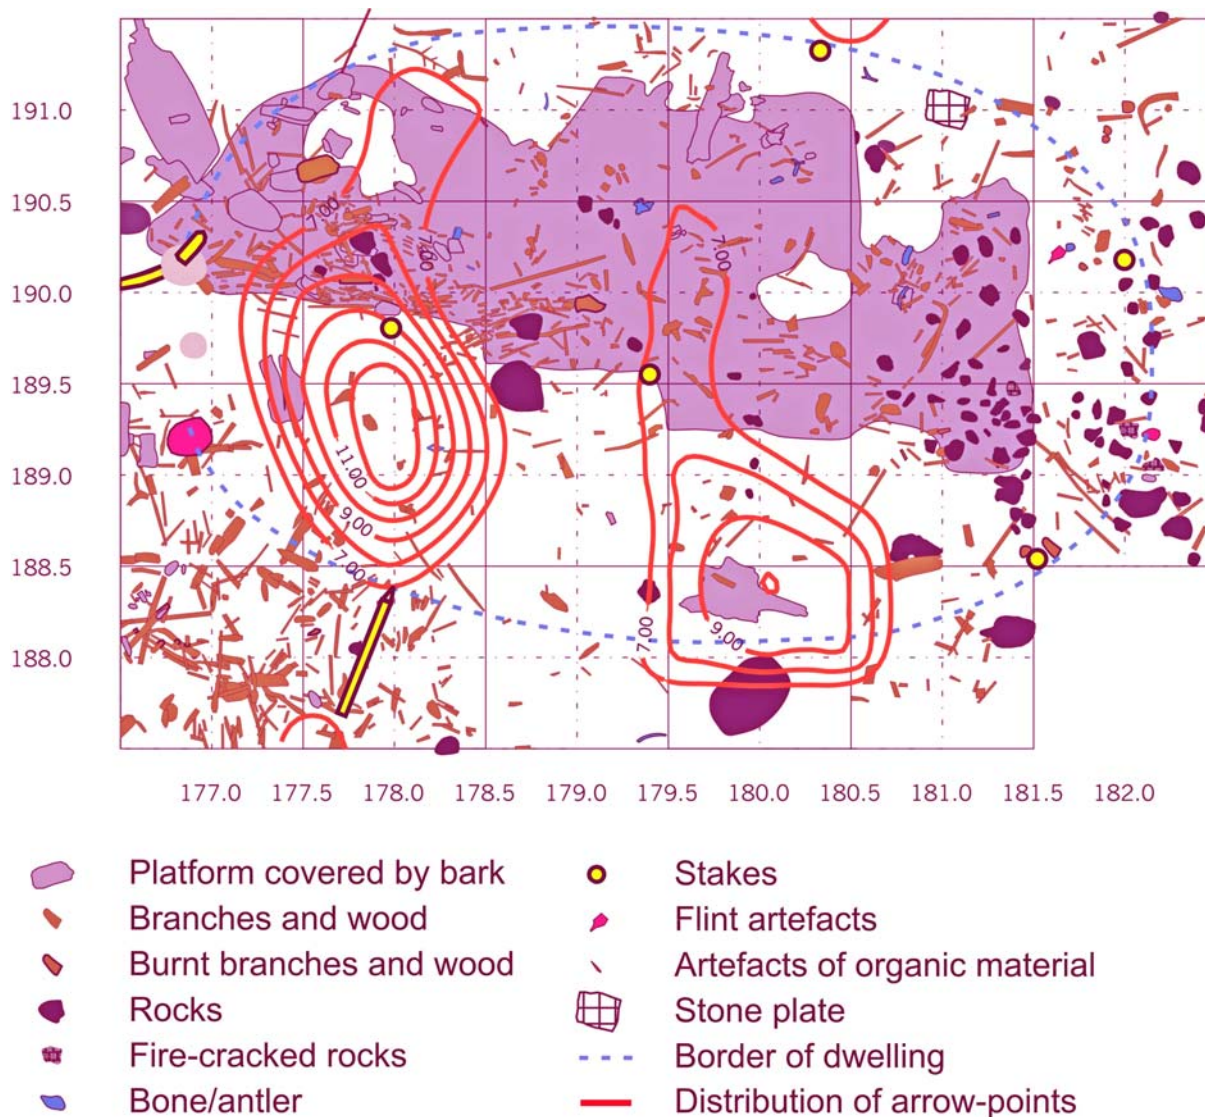 191.0
190.5
190.0
189.5
189.0
188.5
188.0
7.00
7.00
7.00
11.00
9.00
7.00
7.00
9.00
177.0 177.5 178.0 178.5 179.0 179.5 180.0 180.5 181.0 181.5 182.0
Platform covered by bark
Branches and wood
Burnt branches and wood
Rocks
Fire-cracked rocks
Bone/antler
Stakes
Flint artefacts
Artefacts of organic material
Stone plate
Border of dwelling
Distribution of arrow-points